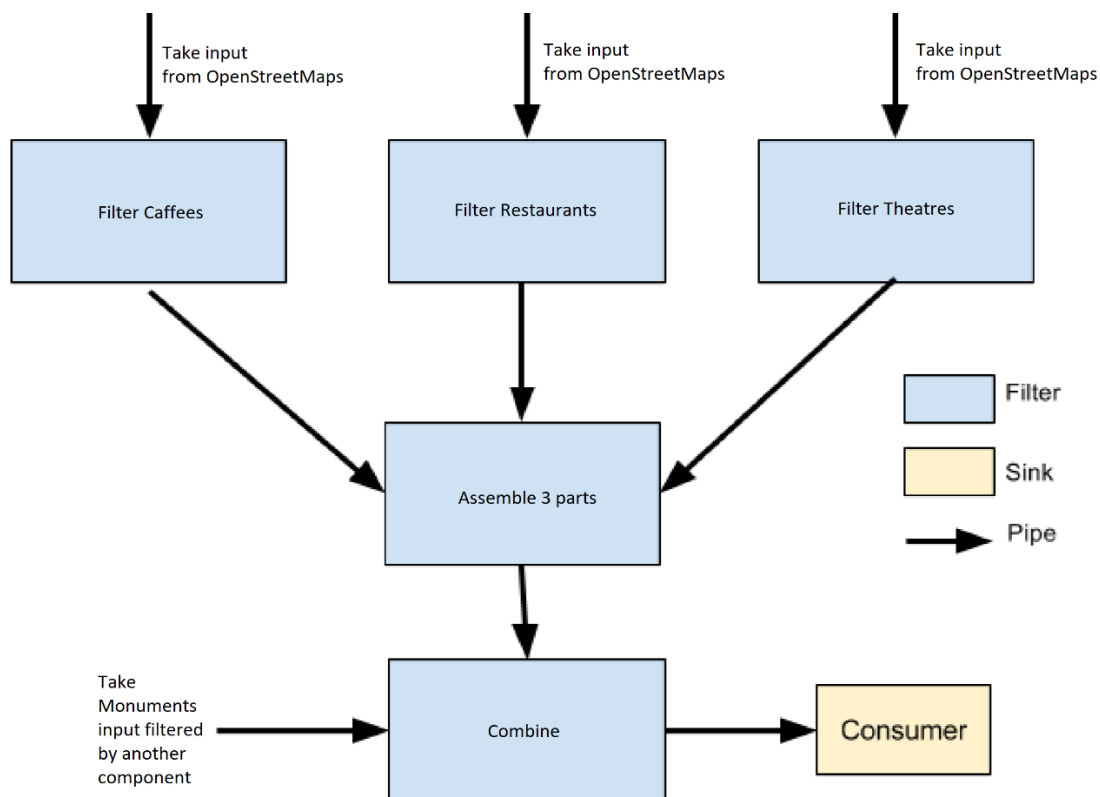 Take input
from OpenStreetMaps
Take input
from OpenStreetMaps
Take input
from OpenStreetMaps
Filter Caffees
Filter Restaurants
Filter Theatres
Filter
Sink
Pipe
Assemble 3 parts
Take
Monuments
input filtered
by another
component
Combine
Consumer